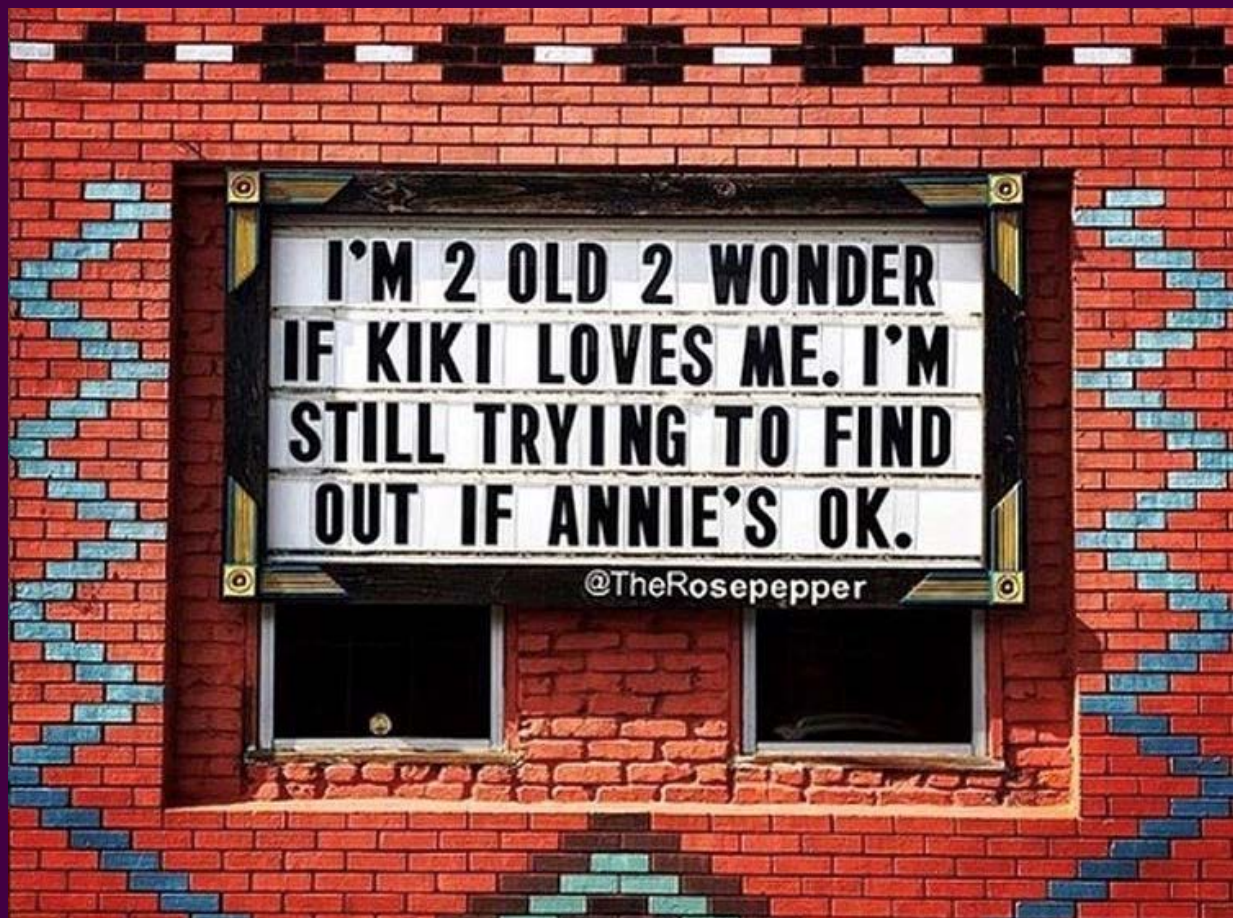 I'M 2 OLD 2 WONDER
IF KIKI LOVES ME. I'M
STILL TRYING TO FIND
OUT IF ANNIE'S OK.
@TheRosepepper